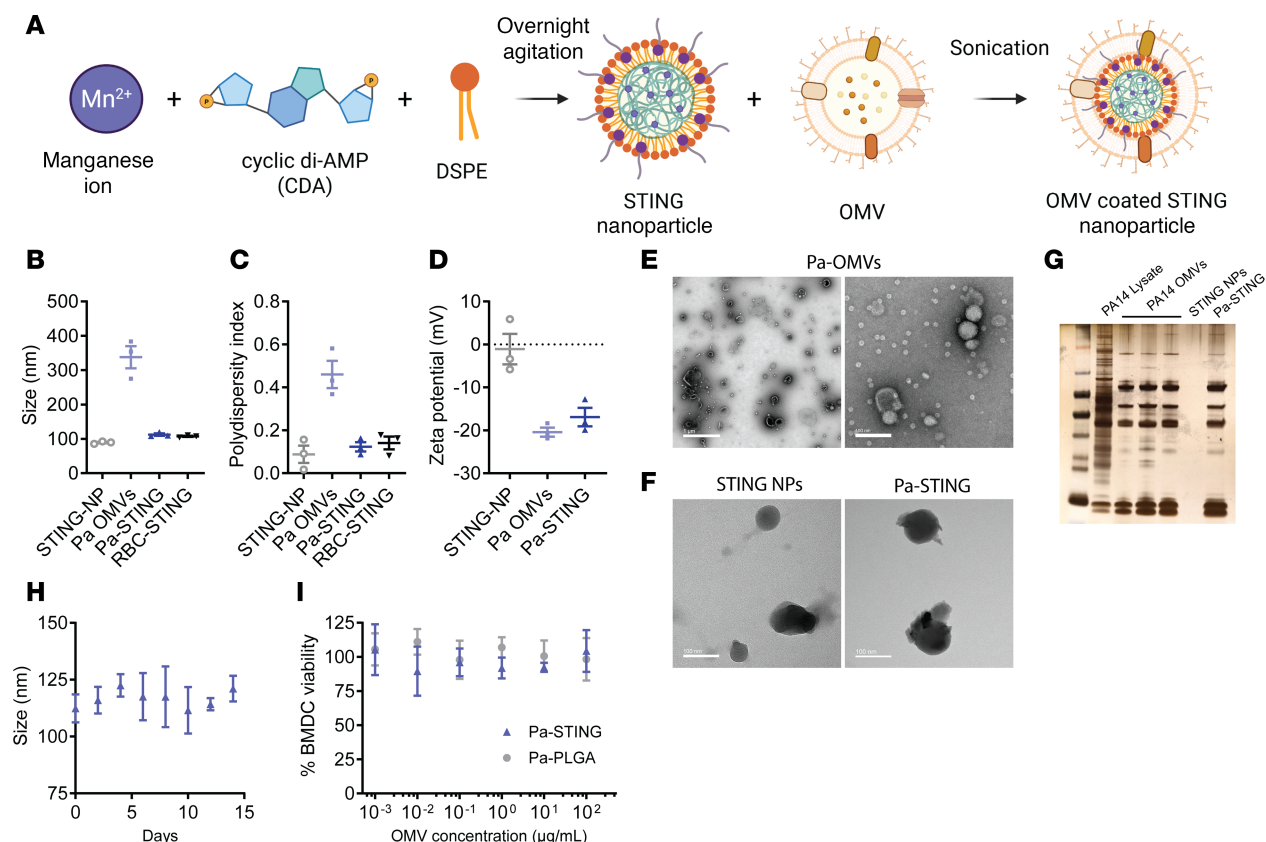 A
Mn2+
+
P
P
+
Overnight
agitation
+
Sonication
Manganese
ion
cyclic di-AMP
(CDA)
DSPE
STING
nanoparticle
OMV
OMV coated STING
nanoparticle
B
Size (nm)
500
400
300
200
100
0
STING-NP
Pa OMVs
Pa-STING
RBC-STING
C
Polydispersity index
0.8
0.6
0.4
0.2
0.0
STING-NP
Pa OMVs
Pa-STING
RBC-STING
D
Zeta potential (mV)
10
0
-10
-20
-30
STING-NP
Pa OMVs
Pa-STING
E
Pa-OMVs
1 µm
400 nm
F
STING NPs
Pa-STING
100 nm
100 nm
G
PA14 Lysate
PA14 OMVs
STING NPs
Pa-STING
H
Size (nm)
150
125
100
75
0
5
10
15
Days
I
% BMDC viability
125
100
75
50
25
0
Pa-STING
Pa-PLGA
10-3
10-2
10-1
100
101
102
OMV concentration (µg/mL)